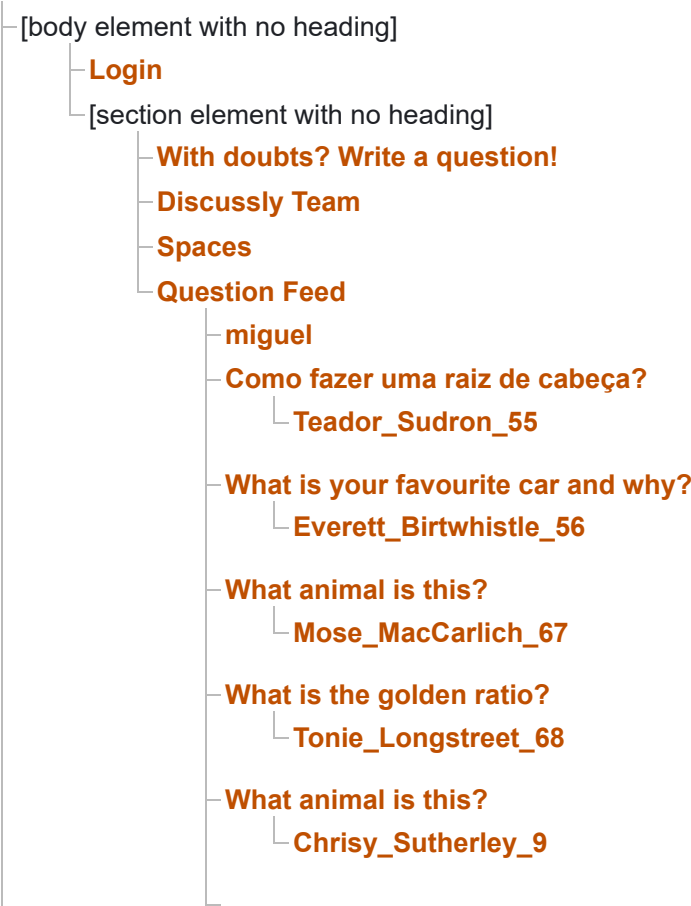 [body element with no heading]
Login
[section element with no heading]
With doubts? Write a question!
Discussly Team
Spaces
Question Feed
miguel
Como fazer uma raiz de cabeça?
Teador_Sudron_55
What is your favourite car and why?
Everett_Birtwhistle_56
What animal is this?
Mose_MacCarlich_67
What is the golden ratio?
Tonie_Longstreet_68
What animal is this?
Chrisy_Sutherley_9